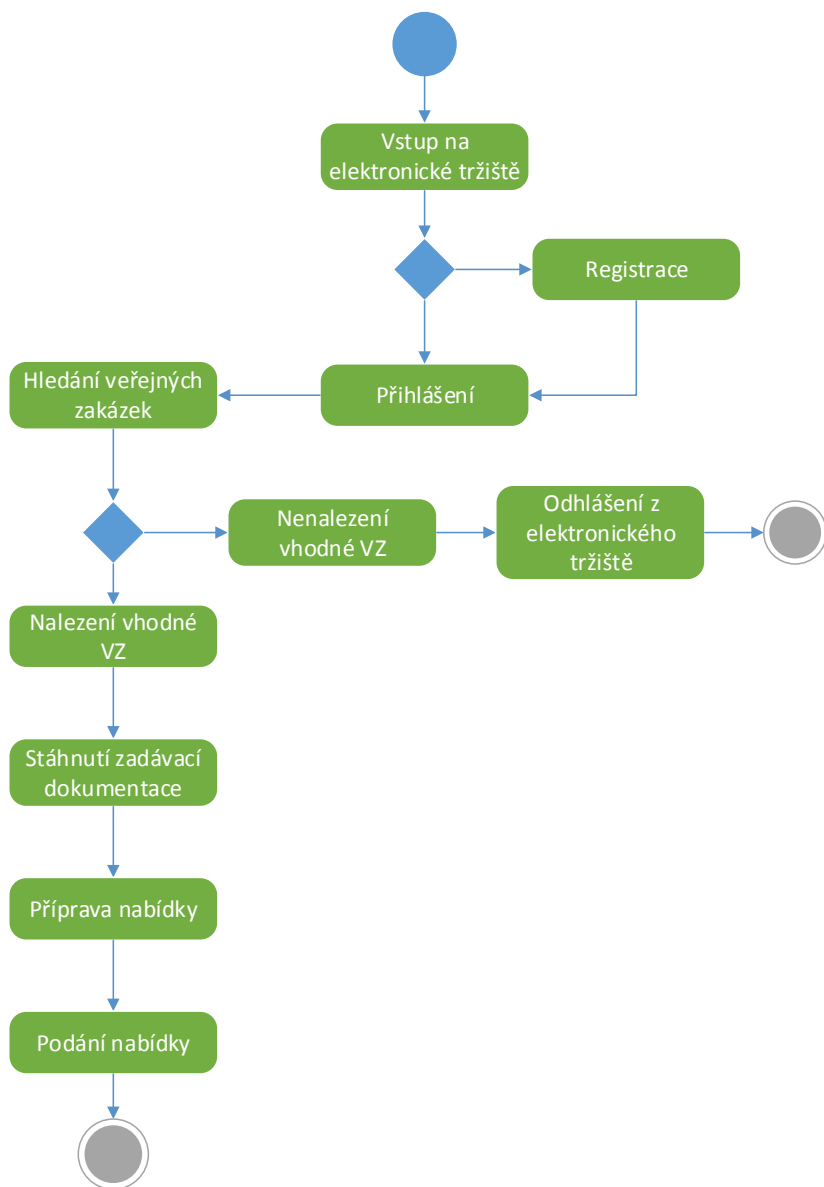 Vstup na
elektronické tržiště
Registrace
Přihlášení
Hledání veřejných
zakázek
Nenalezení
vhodné VZ
Odhlášení z
elektronického
tržiště
Nalezení vhodné
VZ
Stáhnutí zadávací
dokumentace
Příprava nabídky
Podání nabídky